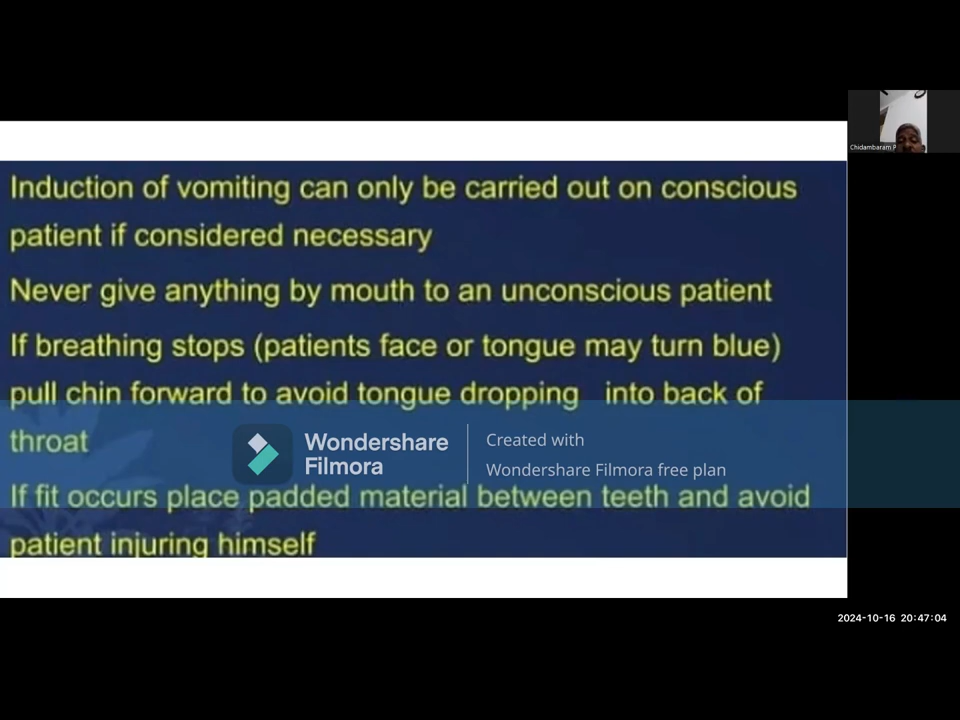 Induction of vomiting can only be carried out on conscious
patient if considered necessary
Never give anything by mouth to an unconscious patient
If breathing stops (patients face or tongue may turn blue)
pull chin forward to avoid tongue dropping into back of
throat
If fit occurs place padded material between teeth and avoid
patient injuring himself
Wondershare
Filmora
Created with
Wondershare Filmora free plan
Chidambaram P
2024-10-16 20:47:04